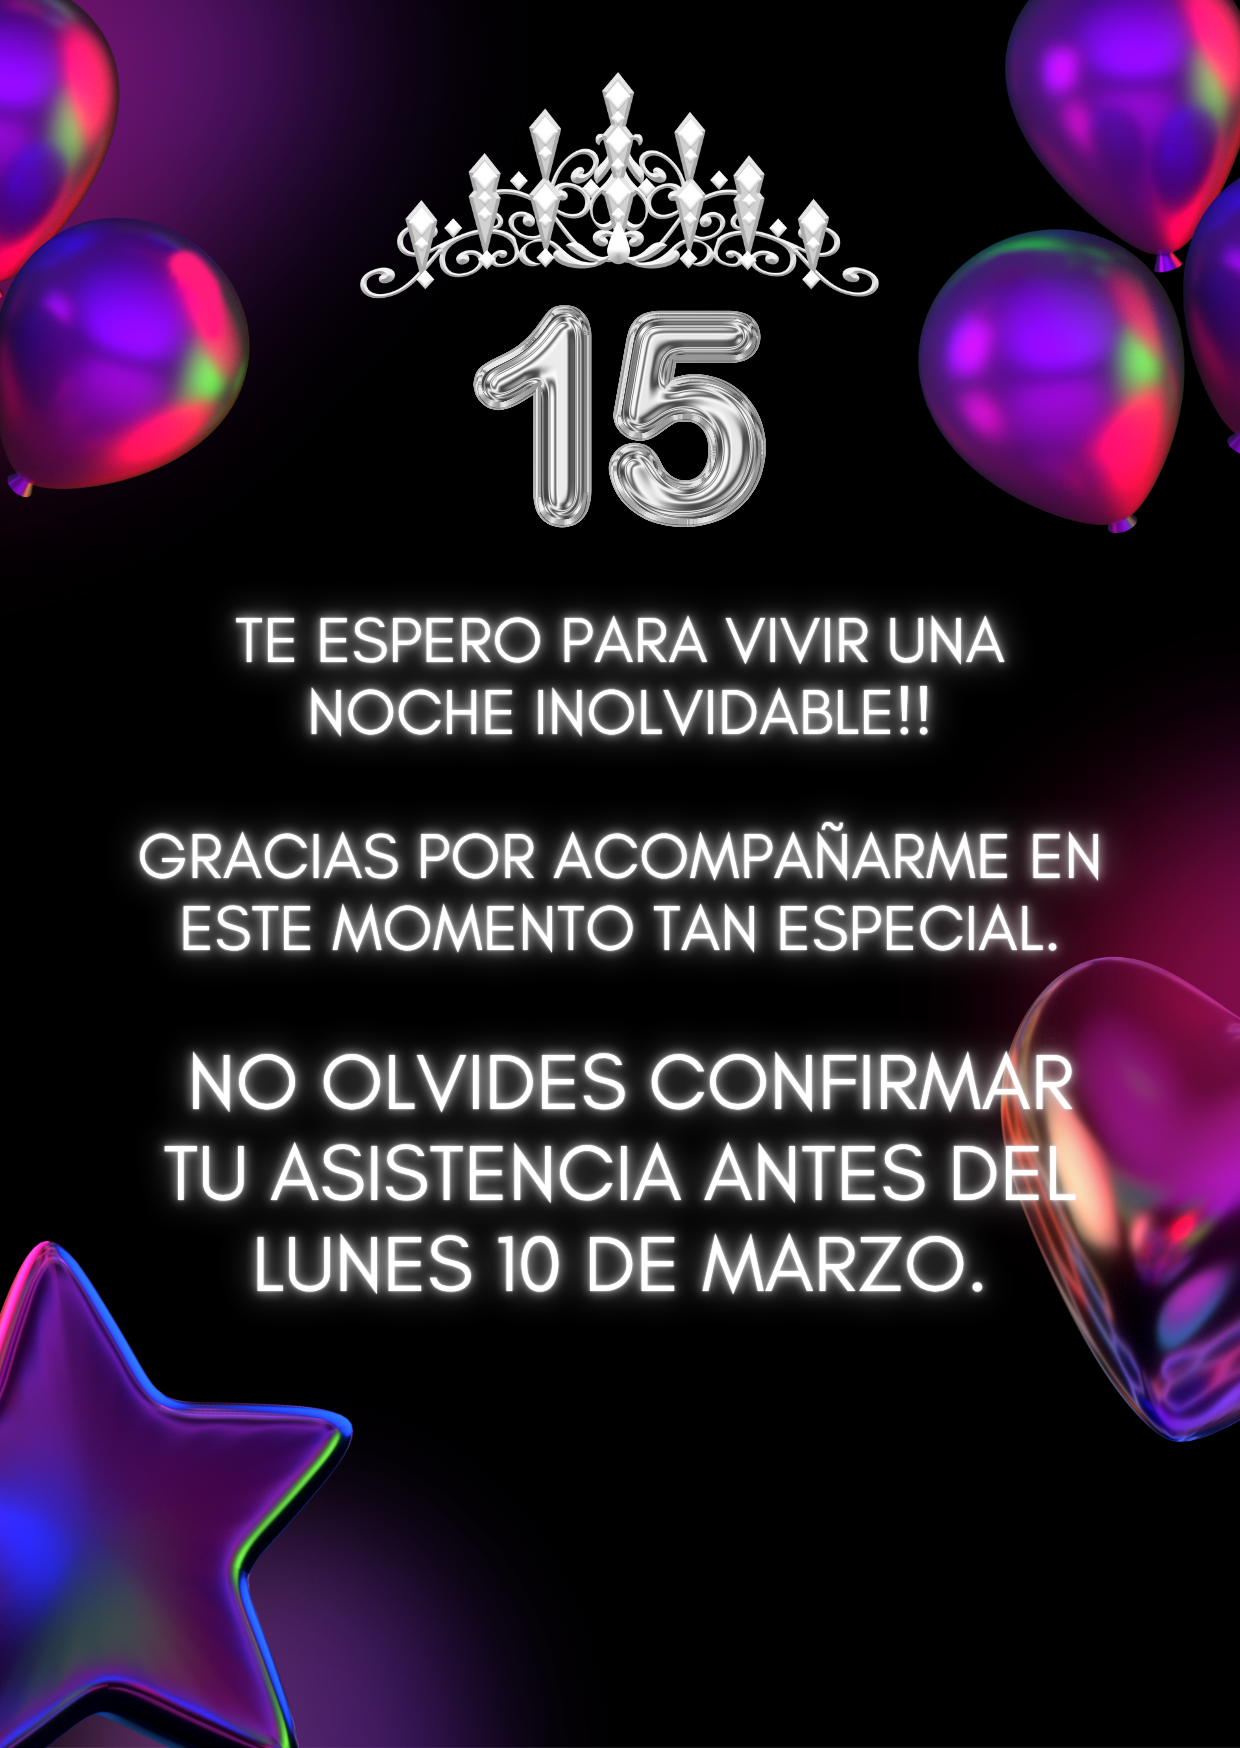 15
TE ESPERO PARA VIVIR UNA
NOCHE INOLVIDABLE!!
GRACIAS POR ACOMPAÑARME EN
ESTE MOMENTO TAN ESPECIAL.
NO OLVIDES CONFIRMAR
TU ASISTENCIA ANTES DEL
LUNES 10 DE MARZO.